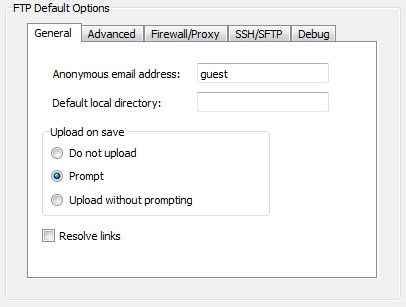 FTP Default Options
General Advanced Firewall/Proxy SSH/SFTP Debug
Anonymous email address: guest
Default local directory:
Upload on save
Do not upload
Prompt
Upload without prompting
Resolve links